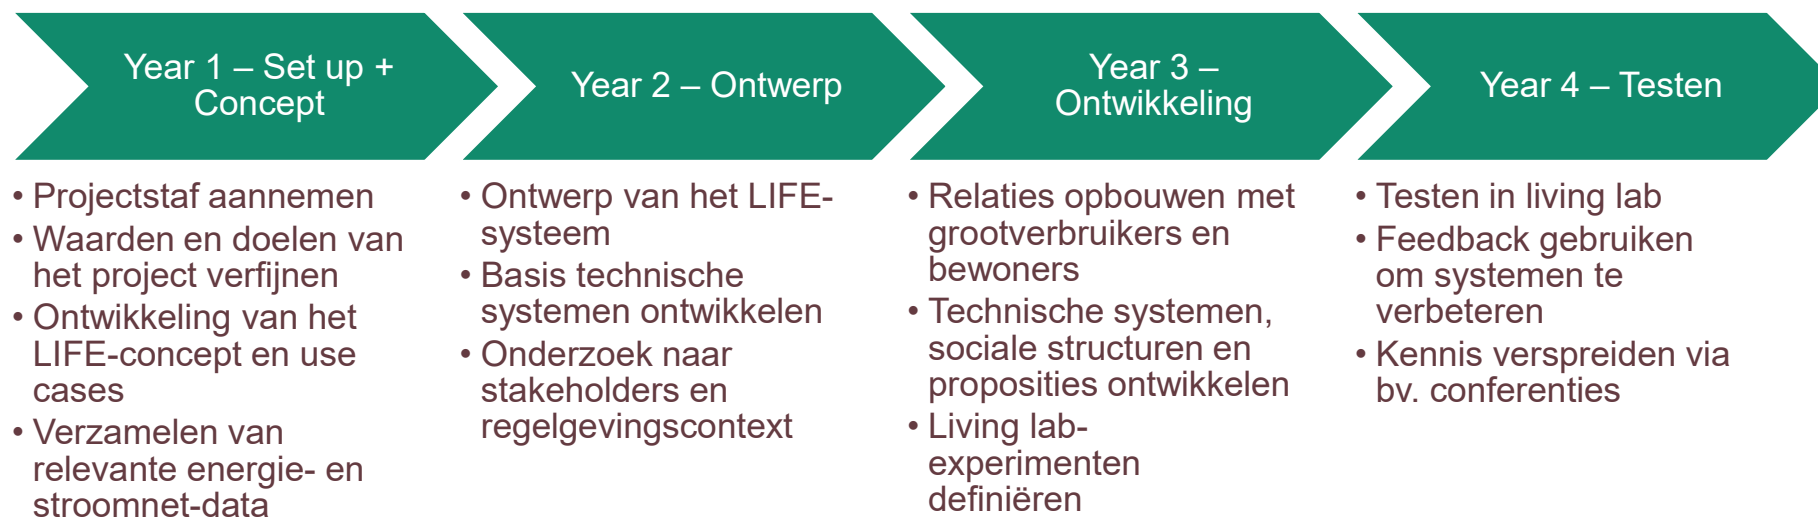 Year 1 – Set up +
Concept
• Projectstaf aannemen
• Waarden en doelen van
het project verfijnen
• Ontwikkeling van het
LIFE-concept en use
cases
• Verzamelen van
relevante energie- en
stroomnet-data
Year 2 – Ontwerp
• Ontwerp van het LIFE-
systeem
• Basis technische
systemen ontwikkelen
• Onderzoek naar
stakeholders en
regelgevingscontext
Year 3 –
Ontwikkeling
• Relaties opbouwen met
grootverbruikers en
bewoners
• Technische systemen,
sociale structuren en
proposities ontwikkelen
• Living lab-
experimenten
definiëren
Year 4 – Testen
• Testen in living lab
• Feedback gebruiken
om systemen te
verbeteren
• Kennis verspreiden via
bv. conferenties